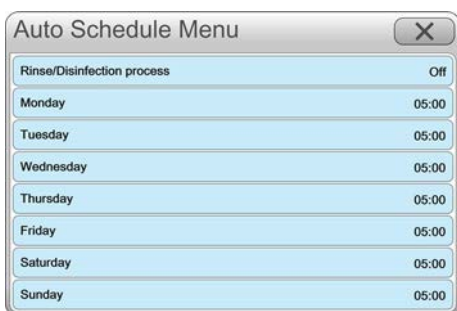 Auto Schedule Menu
Rinse/Disinfection process Off
Monday 05:00
Tuesday 05:00
Wednesday 05:00
Thursday 05:00
Friday 05:00
Saturday 05:00
Sunday 05:00